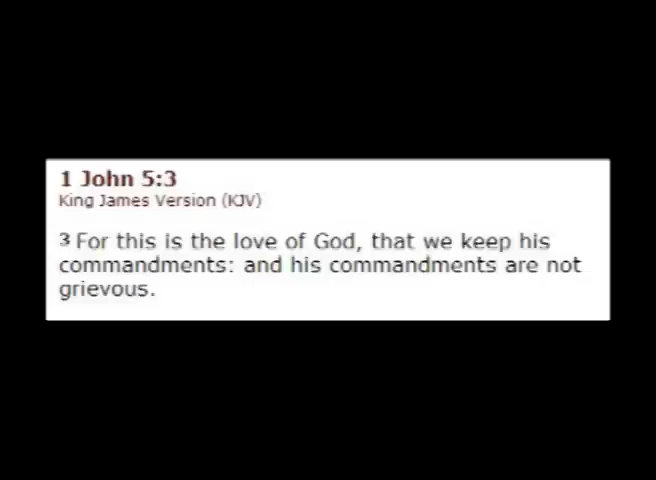 1 John 5:3
King James Version (KJV)
3 For this is the love of God, that we keep his
commandments: and his commandments are not
grievous.